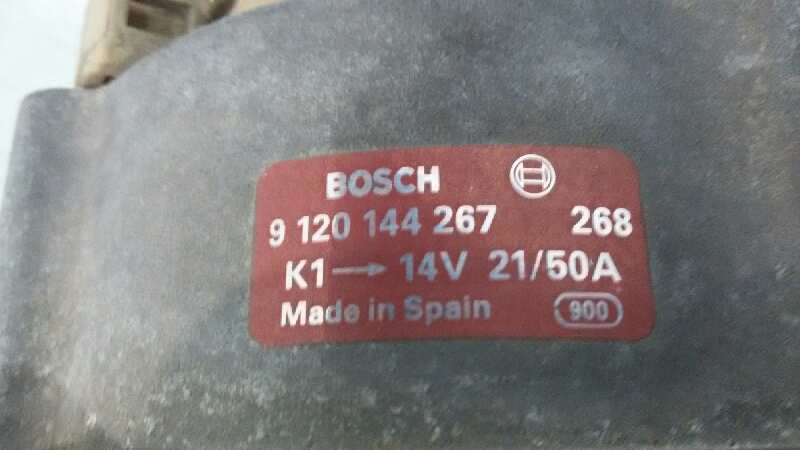 BOSCH
9 120 144 267 268
K1→ 14V 21/50A
Made in Spain 900